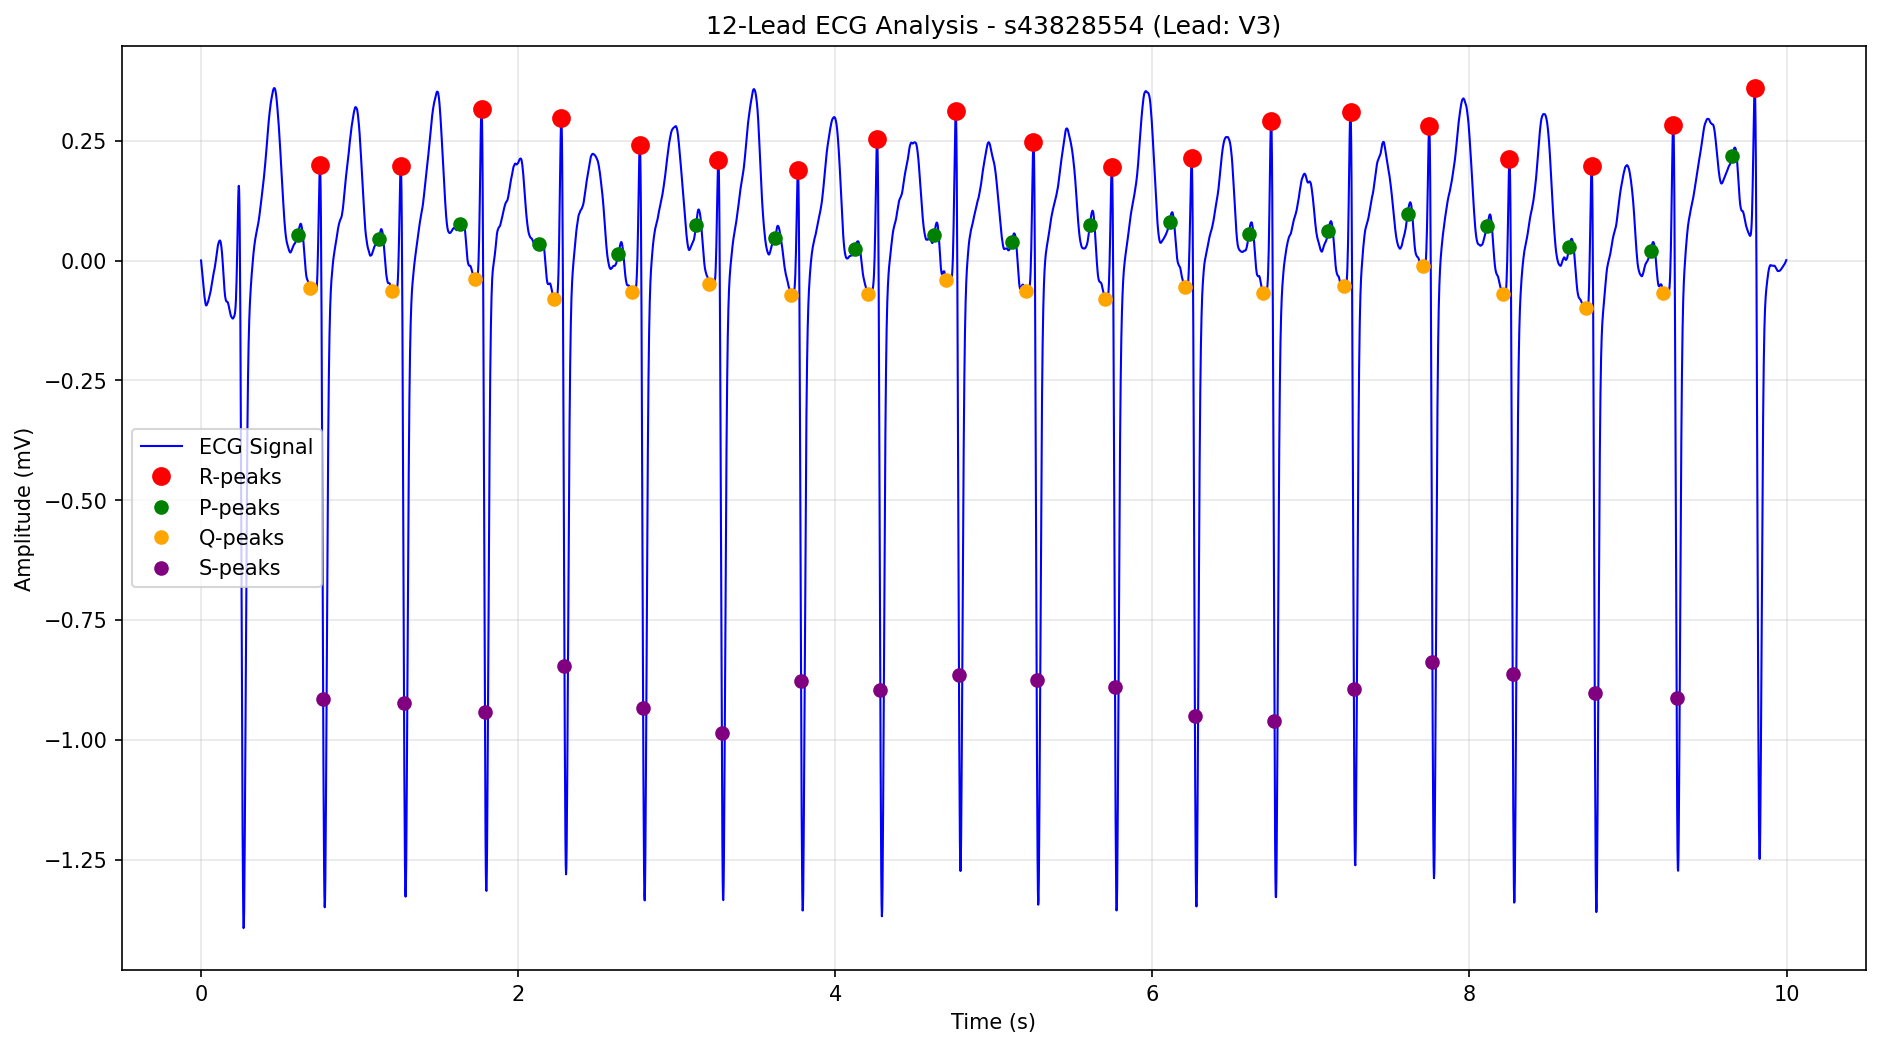 12-Lead ECG Analysis - s43828554 (Lead: V3)
0.25
0.00
−0.25
−0.50
−0.75
−1.00
−1.25
Amplitude (mV)
ECG Signal
R-peaks
P-peaks
Q-peaks
S-peaks
0 2 4 6 8 10
Time (s)